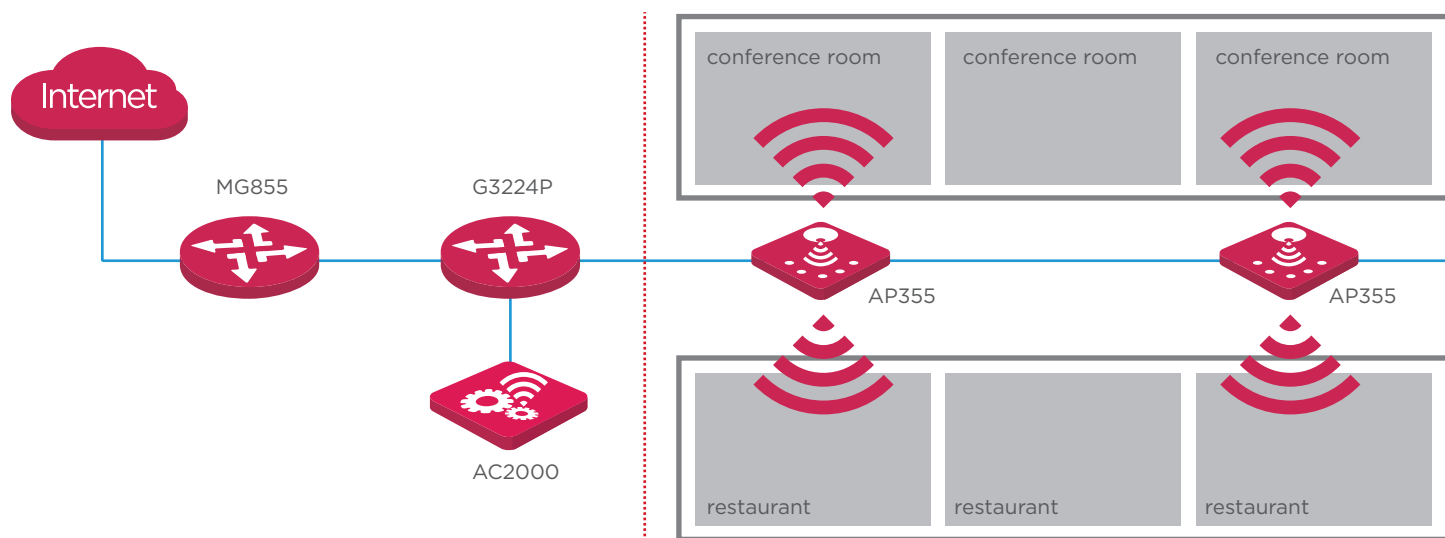 Internet
MG855
G3224P
AC2000
conference room
conference room
conference room
AP355
AP355
restaurant
restaurant
restaurant